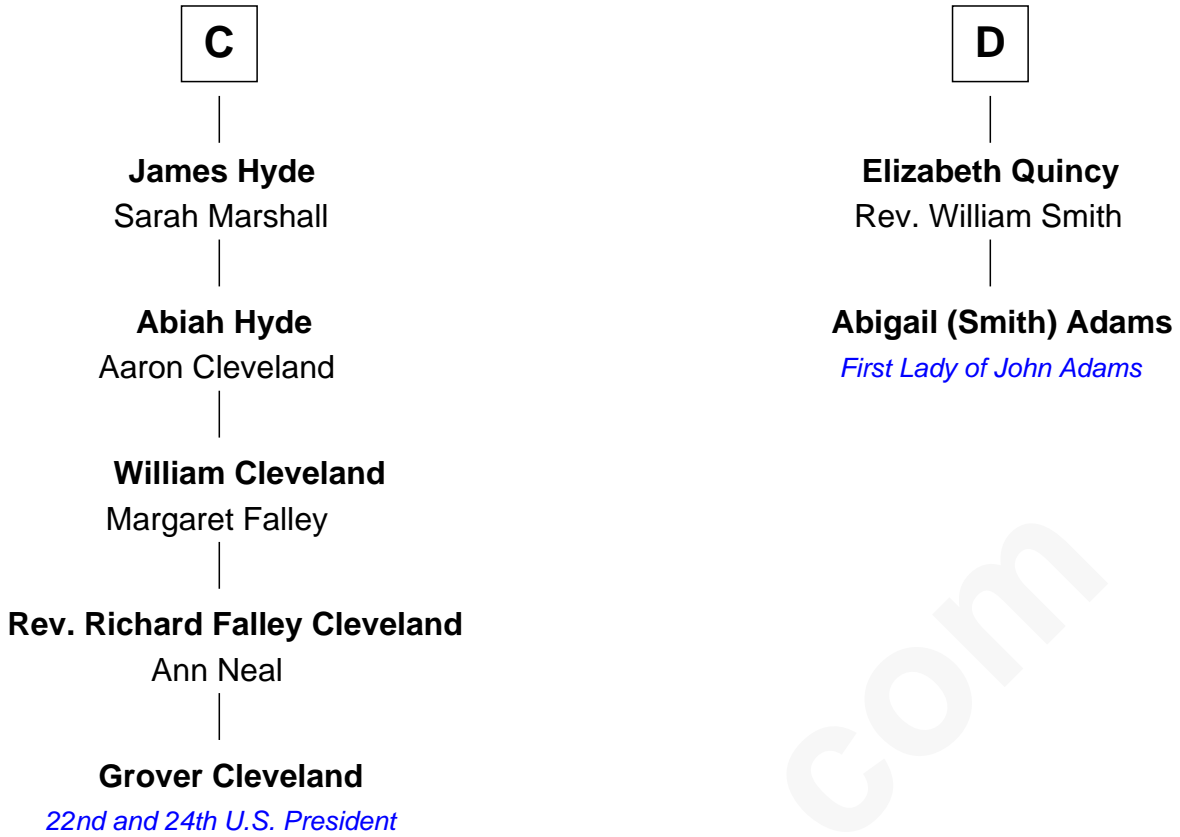 C
James Hyde
Sarah Marshall
Abiah Hyde
Aaron Cleveland
William Cleveland
Margaret Falley
Rev. Richard Falley Cleveland
Ann Neal
Grover Cleveland
22nd and 24th U.S. President
D
Elizabeth Quincy
Rev. William Smith
Abigail (Smith) Adams
First Lady of John Adams
com